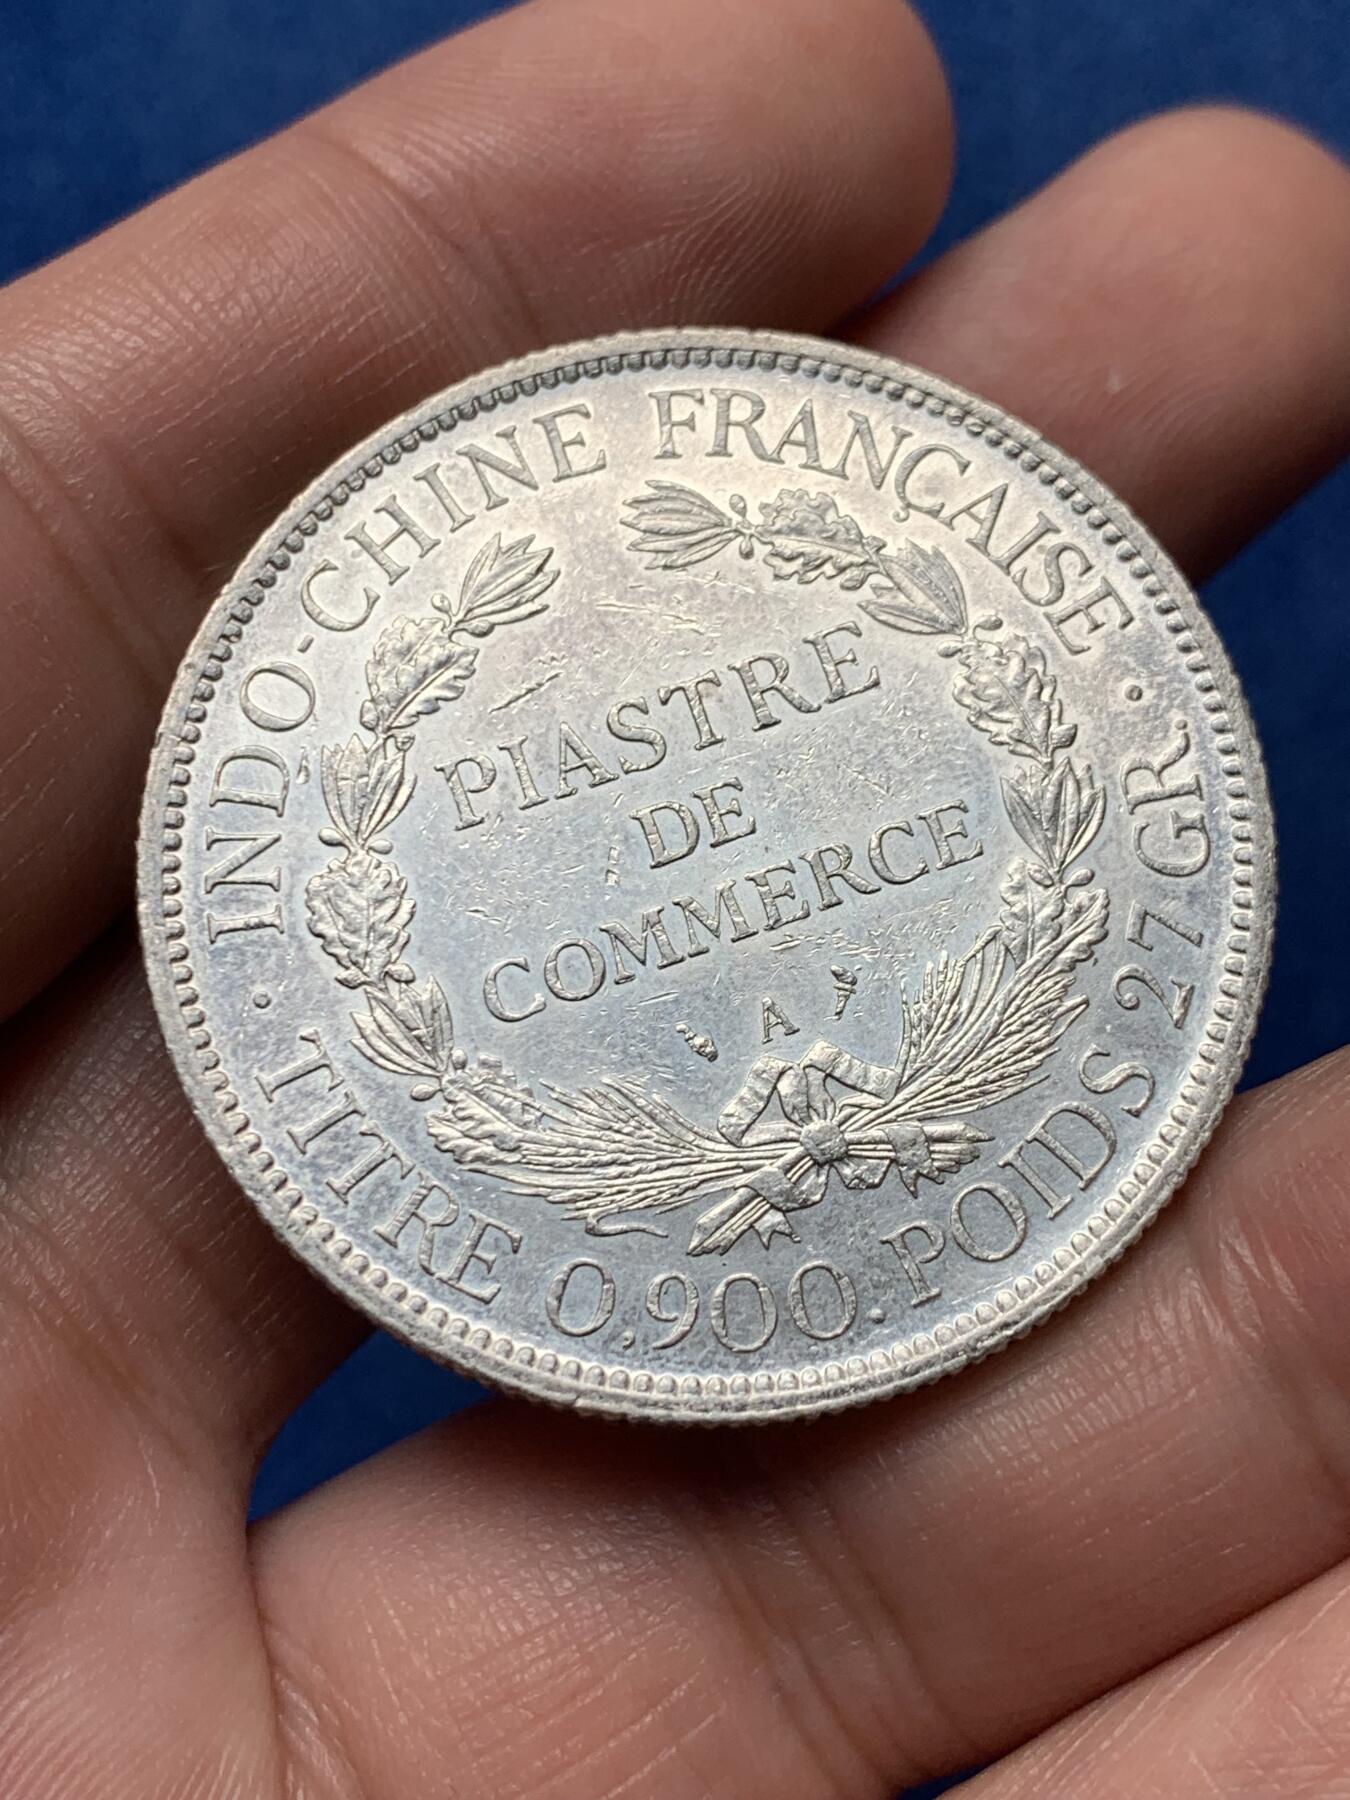 INDO-CHINE FRANÇAISE
PIASTRE
DE
COMMERCE
A
· TITRE 0,900. POIDS 27 GR. ·